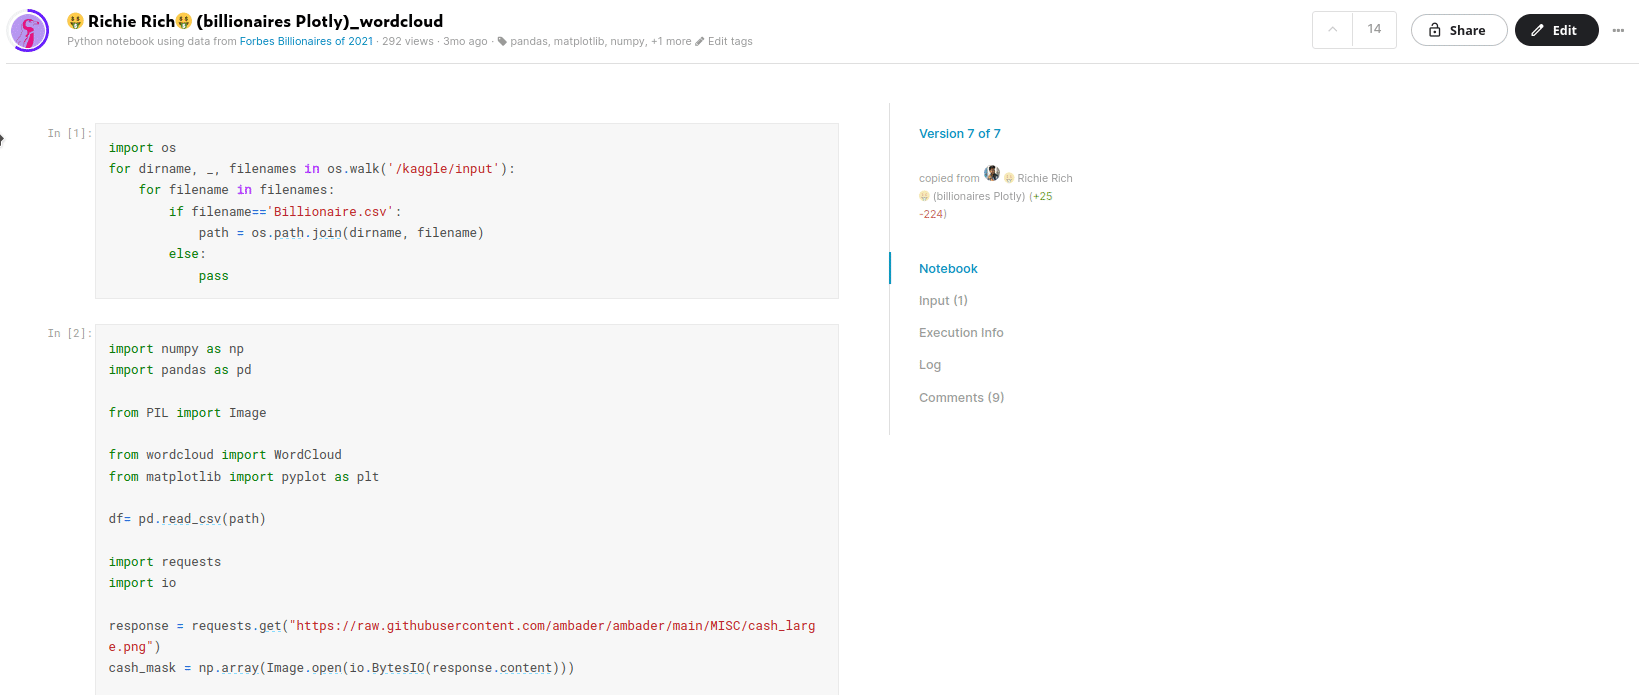 🤑 Richie Rich🤑 (billionaires Plotly)_wordcloud
Python notebook using data from Forbes Billionaires of 2021 · 292 views · 3mo ago · pandas, matplotlib, numpy, +1 more Edit tags
14
Share
Edit
In [1]:
import os
for dirname, _, filenames in os.walk('/kaggle/input'):
    for filename in filenames:
        if filename=='Billionaire.csv':
            path = os.path.join(dirname, filename)
        else:
            pass
In [2]:
import numpy as np
import pandas as pd
from PIL import Image
from wordcloud import WordCloud
from matplotlib import pyplot as plt
df= pd.read_csv(path)
import requests
import io
response = requests.get("https://raw.githubusercontent.com/ambader/ambader/main/MISC/cash_larg
e.png")
cash_mask = np.array(Image.open(io.BytesIO(response.content)))
Version 7 of 7
copied from 🤑 Richie Rich
🤑 (billionaires Plotly) (+25
-224)
Notebook
Input (1)
Execution Info
Log
Comments (9)